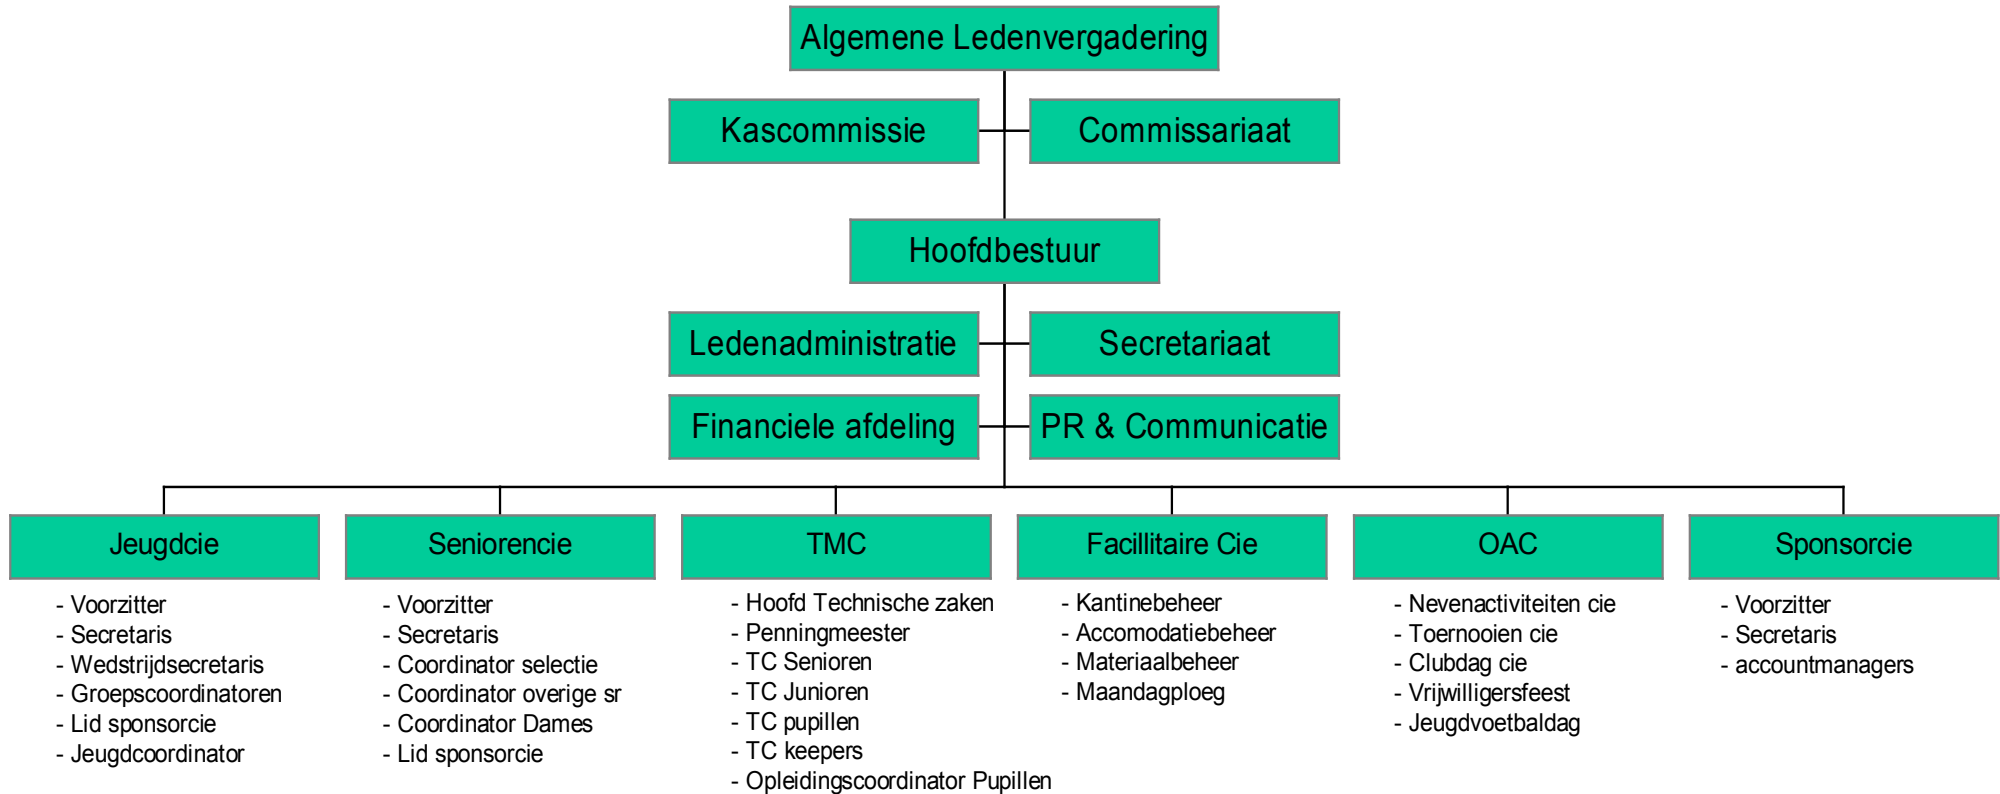 Algemene Ledenvergadering
Kascommissie
Commissariaat
Hoofdbestuur
Ledenadministratie
Secretariaat
Financiele afdeling
PR & Communicatie
Jeugdcie
- Voorzitter
- Secretaris
- Wedstrijdsecretaris
- Groepscoordinatoren
- Lid sponsorcie
- Jeugdcoordinator
Seniorencie
- Voorzitter
- Secretaris
- Coordinator selectie
- Coordinator overige sr
- Coordinator Dames
- Lid sponsorcie
TMC
- Hoofd Technische zaken
- Penningmeester
- TC Senioren
- TC Junioren
- TC pupillen
- TC keepers
- Opleidingscoordinator Pupillen
Facillitaire Cie
- Kantinebeheer
- Accomodatiebeheer
- Materiaalbeheer
- Maandagploeg
OAC
- Nevenactiviteiten cie
- Toernooien cie
- Clubdag cie
- Vrijwilligersfeest
- Jeugdvoetbaldag
Sponsorcie
- Voorzitter
- Secretaris
- accountmanagers